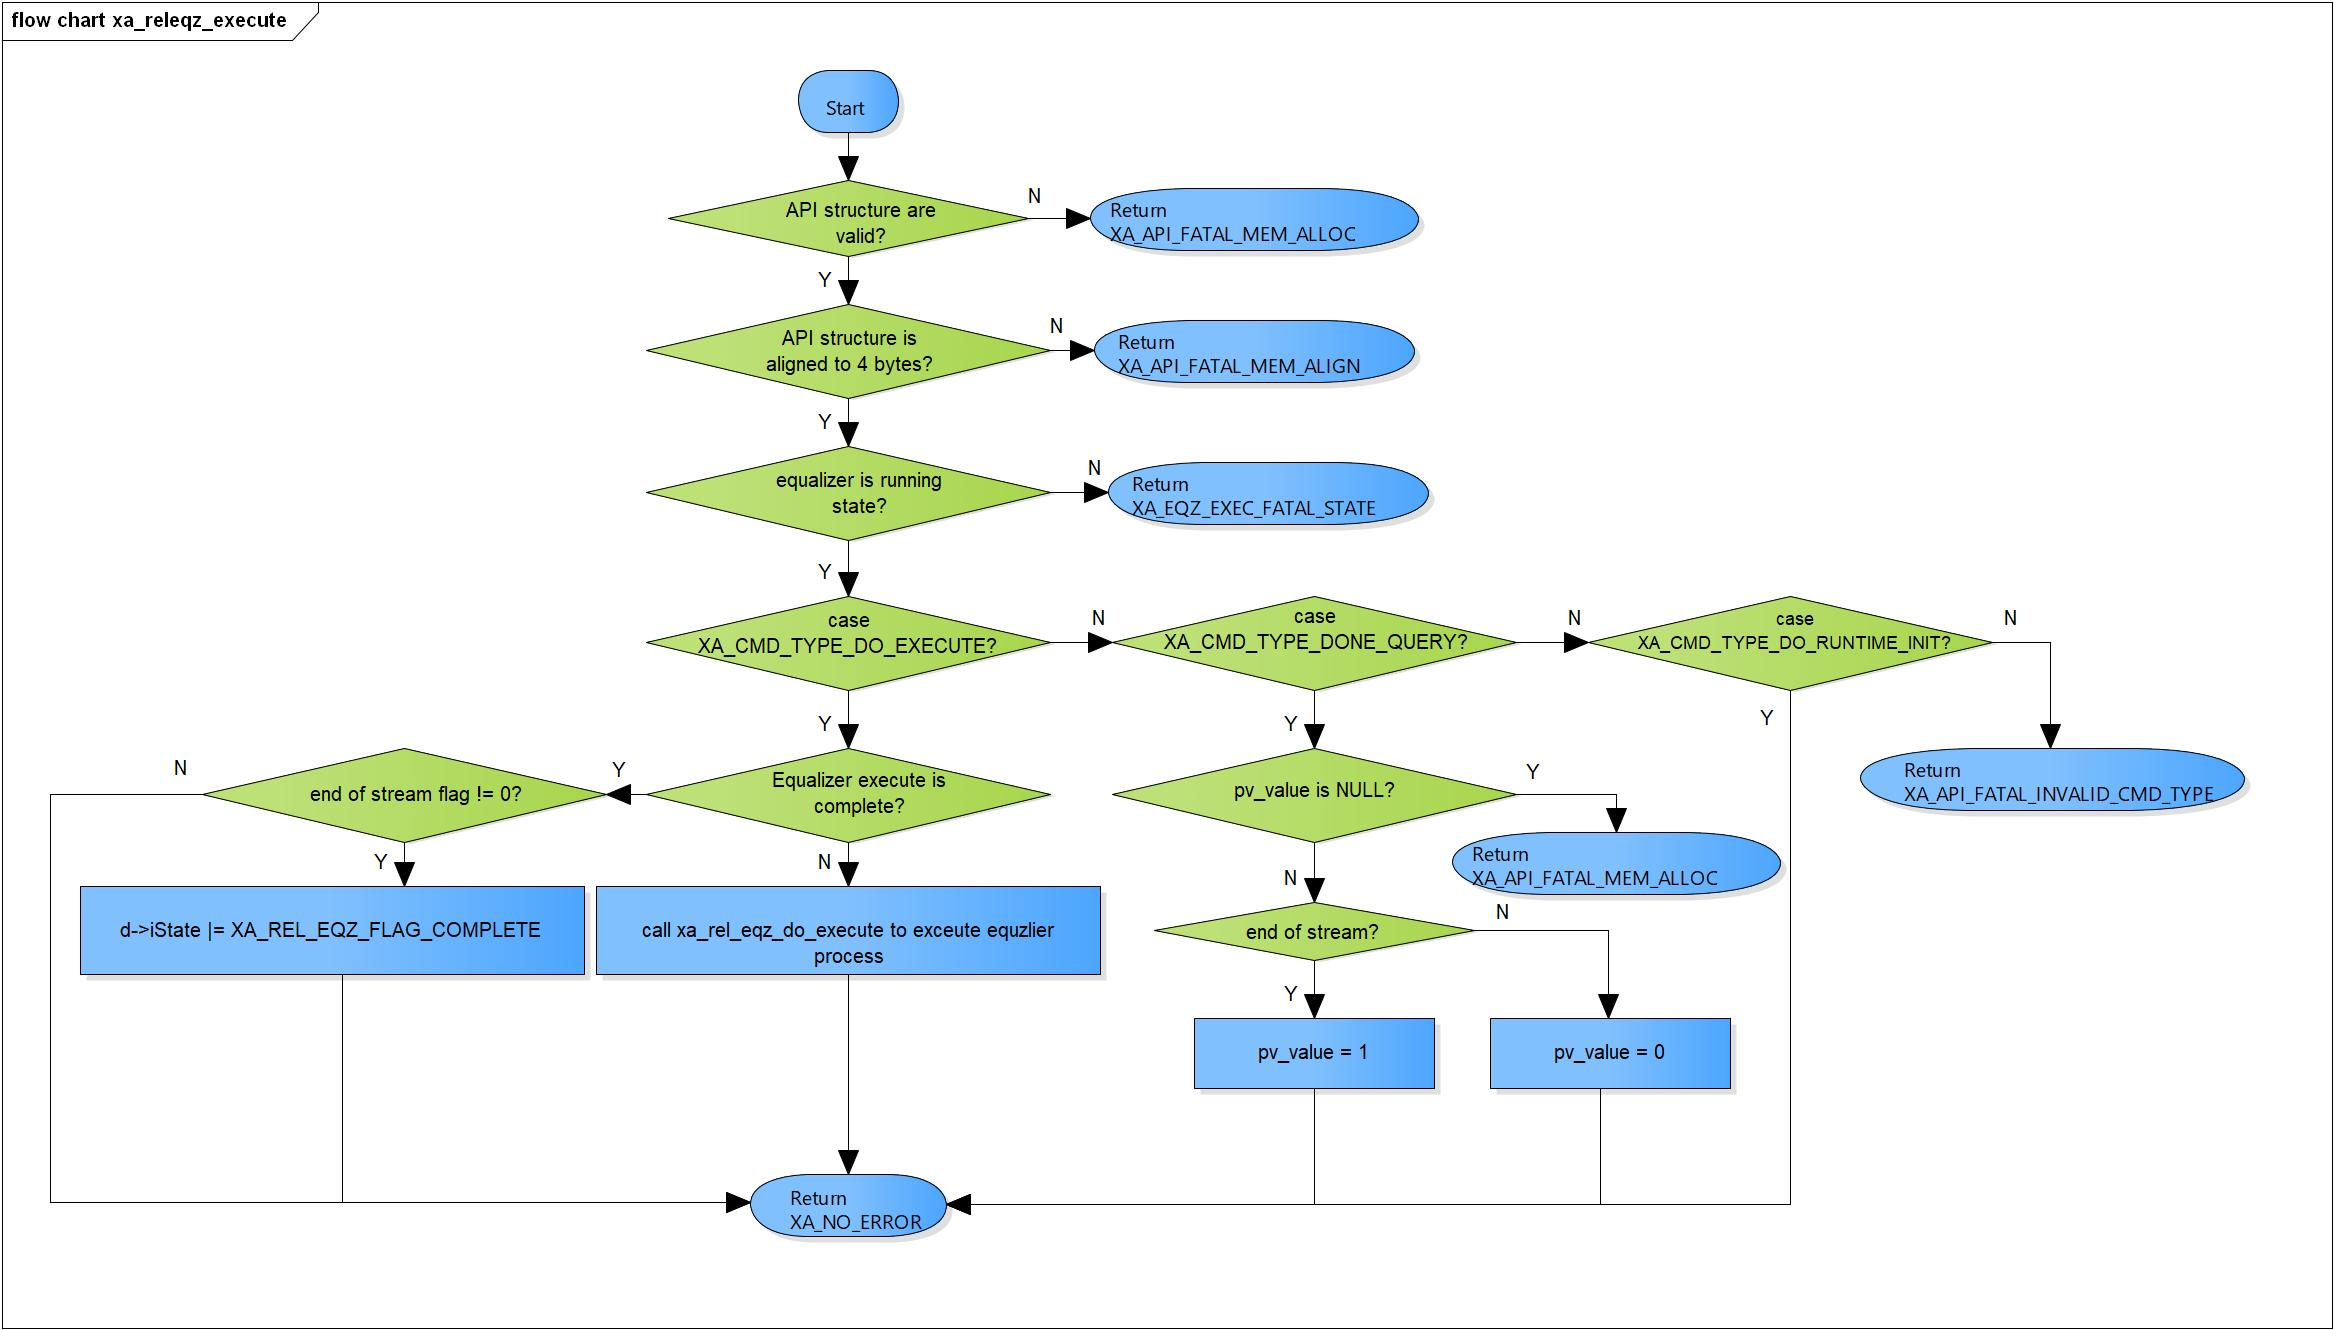 flow chart xa_releqz_execute
Start
API structure are
valid?
N
Return
XA_API_FATAL_MEM_ALLOC
Y
API structure is
aligned to 4 bytes?
N
Return
XA_API_FATAL_MEM_ALIGN
Y
equalizer is running
state?
N
Return
XA_EQZ_EXEC_FATAL_STATE
Y
case
XA_CMD_TYPE_DO_EXECUTE?
N
case
XA_CMD_TYPE_DONE_QUERY?
N
case
XA_CMD_TYPE_DO_RUNTIME_INIT?
N
Y
Y
Y
N
end of stream flag != 0?
Y
Equalizer execute is
complete?
pv_value is NULL?
Y
Return
XA_API_FATAL_INVALID_CMD_TYPE
Y
N
N
Return
XA_API_FATAL_MEM_ALLOC
d->iState |= XA_REL_EQZ_FLAG_COMPLETE
call xa_rel_eqz_do_execute to exceute equzlier
process
end of stream?
N
Y
pv_value = 1
pv_value = 0
Return
XA_NO_ERROR